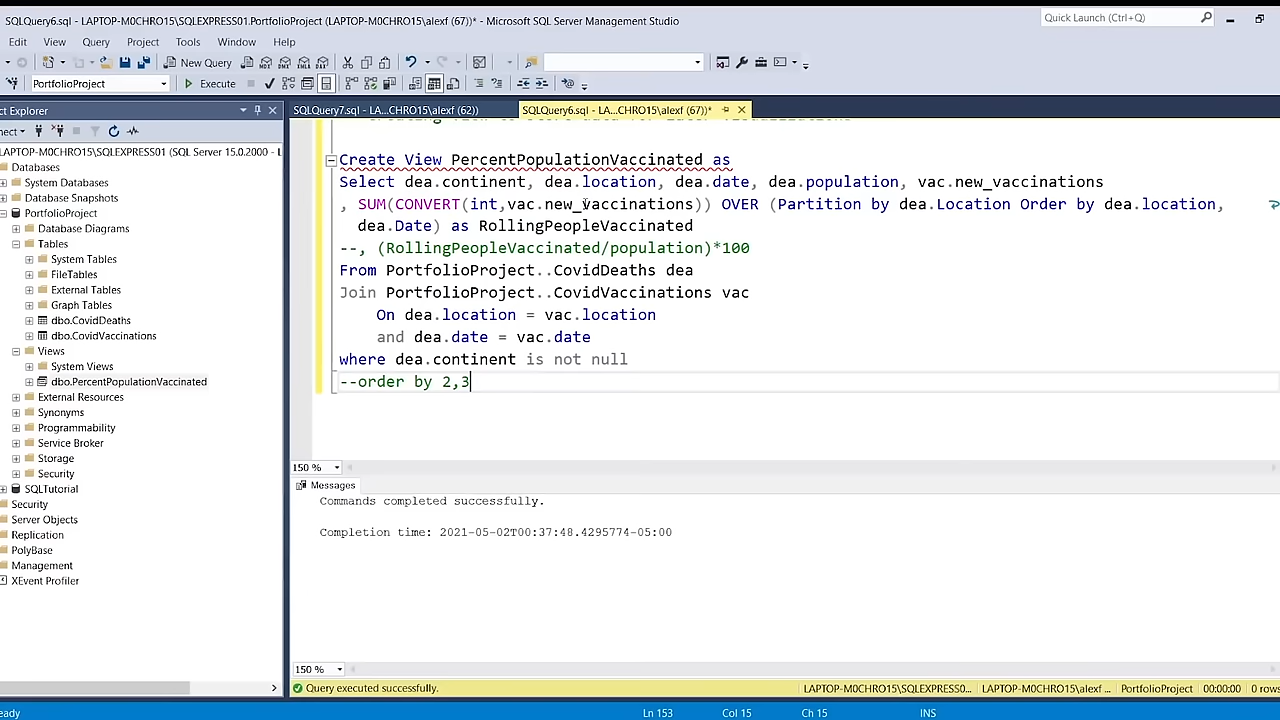 SQLQuery6.sql - LAPTOP-M0CHRO15\SQLEXPRESS01.PortfolioProject (LAPTOP-M0CHRO15\alexf (67))* - Microsoft SQL Server Management Studio
Quick Launch (Ctrl+Q)
Edit View Query Project Tools Window Help
New Query
PortfolioProject
Execute
ct Explorer
SQLQuery7.sql - LA...CHRO15\alexf (62))
SQLQuery6.sql - LA...CHRO15\alexf (67))*
nect
LAPTOP-M0CHRO15\SQLEXPRESS01 (SQL Server 15.0.2000 - L
Databases
System Databases
Database Snapshots
PortfolioProject
Database Diagrams
Tables
System Tables
FileTables
External Tables
Graph Tables
dbo.CovidDeaths
dbo.CovidVaccinations
Views
System Views
dbo.PercentPopulationVaccinated
External Resources
Synonyms
Programmability
Service Broker
Storage
Security
SQLTutorial
Security
Server Objects
Replication
PolyBase
Management
XEvent Profiler
Create View PercentPopulationVaccinated as
Select dea.continent, dea.location, dea.date, dea.population, vac.new_vaccinations
, SUM(CONVERT(int,vac.new_vaccinations)) OVER (Partition by dea.Location Order by dea.location,
dea.Date) as RollingPeopleVaccinated
--, (RollingPeopleVaccinated/population)*100
From PortfolioProject..CovidDeaths dea
Join PortfolioProject..CovidVaccinations vac
On dea.location = vac.location
and dea.date = vac.date
where dea.continent is not null
--order by 2,3
150 %
Messages
Commands completed successfully.
Completion time: 2021-05-02T00:37:48.4295774-05:00
150 %
Query executed successfully.
LAPTOP-M0CHRO15\SQLEXPRESS0... LAPTOP-M0CHRO15\alexf ... PortfolioProject 00:00:00 0 rows
eady
Ln 153 Col 15 Ch 15 INS